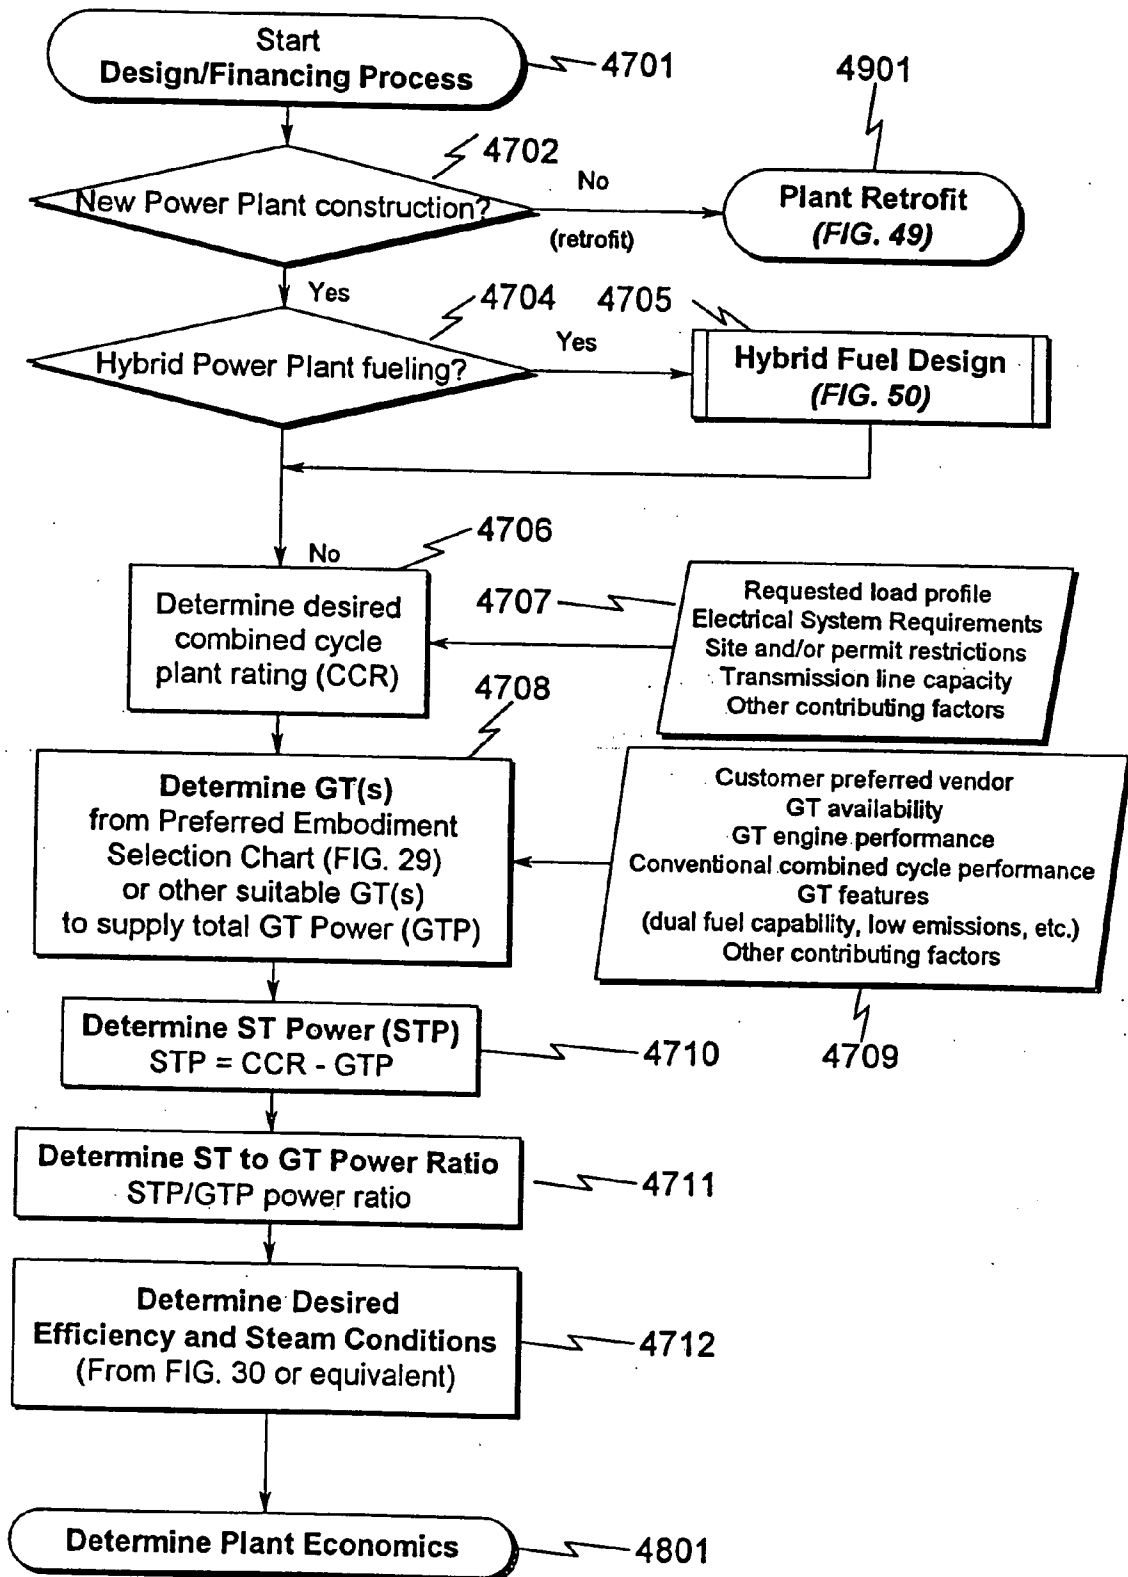 Start
Design/Financing Process
4701
4901
4702
New Power Plant construction?
No
(retrofit)
Plant Retrofit
(FIG. 49)
Yes
4704
4705
Hybrid Power Plant fueling?
Yes
Hybrid Fuel Design
(FIG. 50)
No
4706
Determine desired
combined cycle
plant rating (CCR)
4707
Requested load profile
Electrical System Requirements
Site and/or permit restrictions
Transmission line capacity
Other contributing factors
4708
Determine GT(s)
from Preferred Embodiment
Selection Chart (FIG. 29)
or other suitable GT(s)
to supply total GT Power (GTP)
Customer preferred vendor
GT availability
GT engine performance
Conventional combined cycle performance
GT features
(dual fuel capability, low emissions, etc.)
Other contributing factors
4709
Determine ST Power (STP)
STP = CCR - GTP
4710
Determine ST to GT Power Ratio
STP/GTP power ratio
4711
Determine Desired
Efficiency and Steam Conditions
(From FIG. 30 or equivalent)
4712
Determine Plant Economics
4801